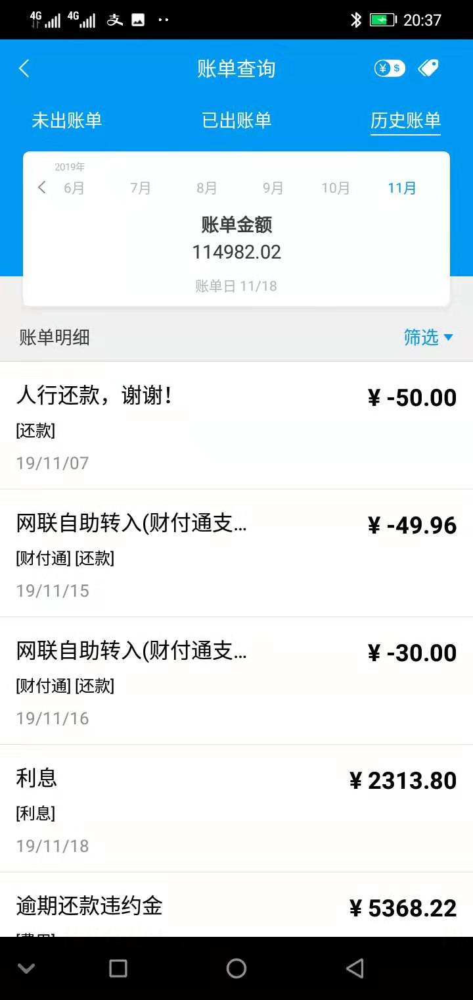 4G 4G 支 20:37
账单查询
¥ $
未出账单 已出账单 历史账单
2019年
6月 7月 8月 9月 10月 11月
账单金额
114982.02
账单日 11/18
账单明细 筛选
人行还款，谢谢！ ¥ -50.00
[还款]
19/11/07
网联自助转入(财付通支... ¥ -49.96
[财付通] [还款]
19/11/15
网联自助转入(财付通支... ¥ -30.00
[财付通] [还款]
19/11/16
利息 ¥ 2313.80
[利息]
19/11/18
逾期还款违约金 ¥ 5368.22